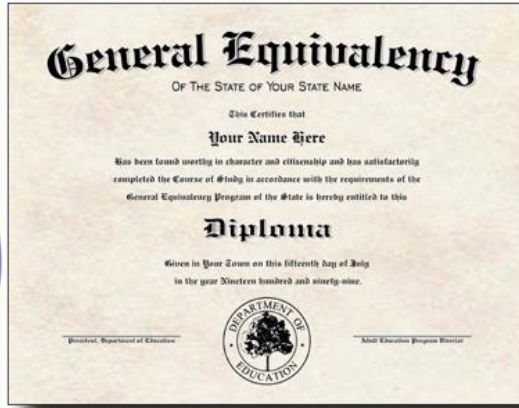 General Equivalency
OF THE STATE OF YOUR STATE NAME
This Certifies that
Your Name Here
Has been found worthy in character and citizenship and has satisfactorily
completed the Course of Study in accordance with the requirements of the
General Equivalency Program of the State is hereby entitled to this
Diploma
Given in Your Town on this fifteenth day of July
in the year Nineteen hundred and ninety-nine.
DEPARTMENT OF
EDUCATION
President, Department of Education
Adult Education Program Director